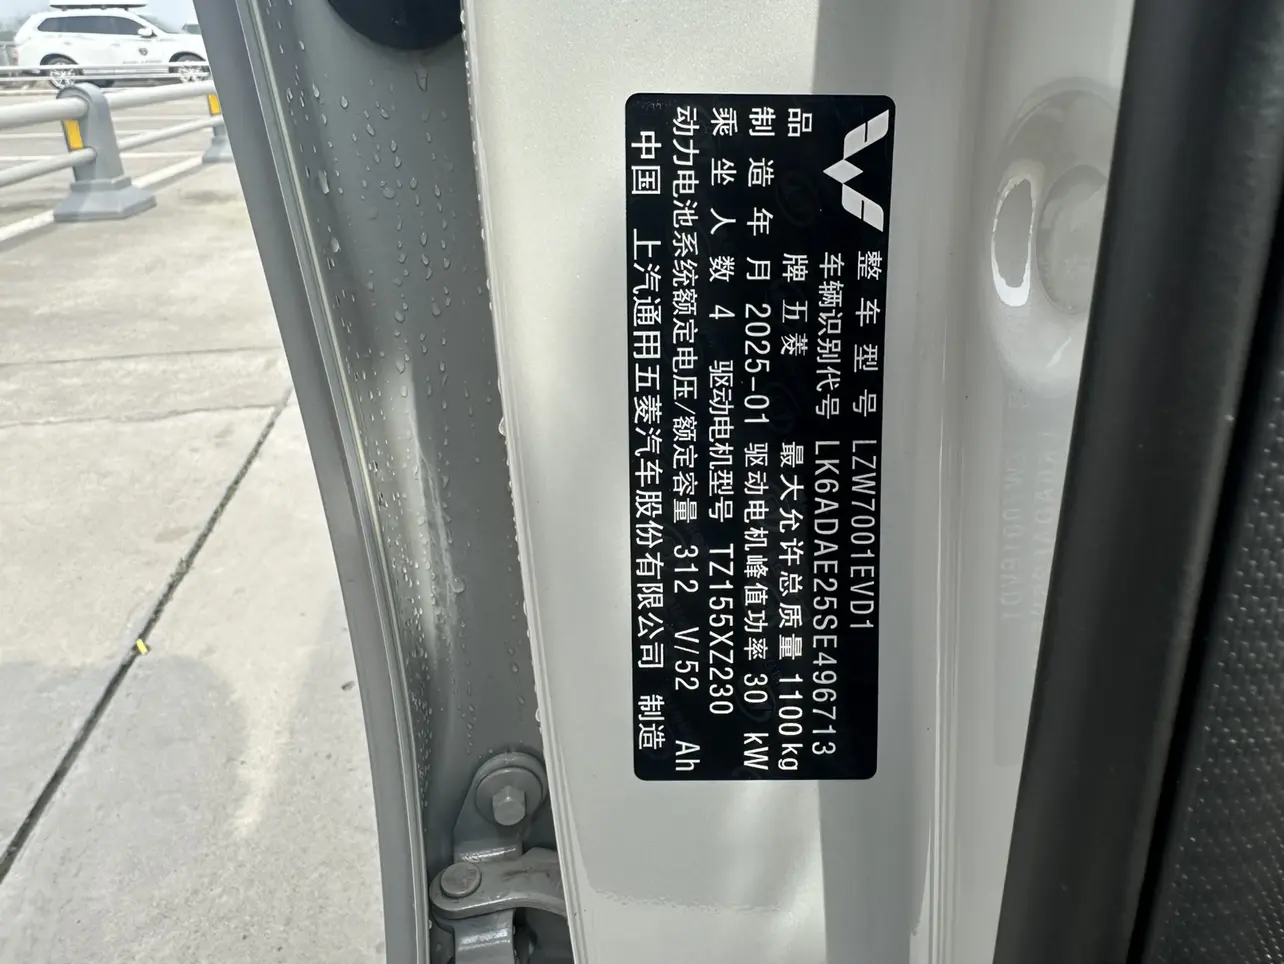 整车型号 LZW7001EVD1
车辆识别代号 LK6ADAE25SE496713
品牌 五菱 最大允许总质量 1100kg
制造年月 2025-01 驱动电机峰值功率 30 kW
乘坐人数 4 驱动电机型号 TZ155XZ230
动力电池系统额定电压/额定容量 312 V/52 Ah
中国 上汽通用五菱汽车股份有限公司 制造